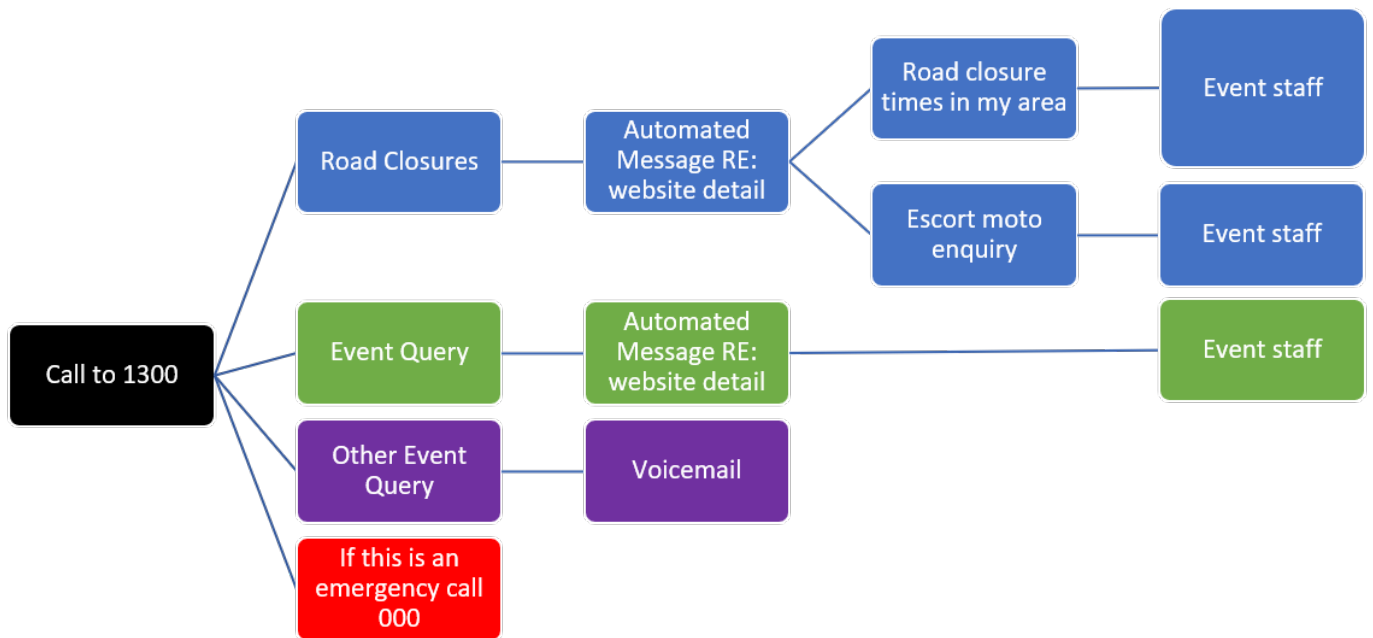 Call to 1300
Road Closures
Automated
Message RE:
website detail
Road closure
times in my area
Event staff
Escort moto
enquiry
Event staff
Event Query
Automated
Message RE:
website detail
Event staff
Other Event
Query
Voicemail
If this is an
emergency call
000